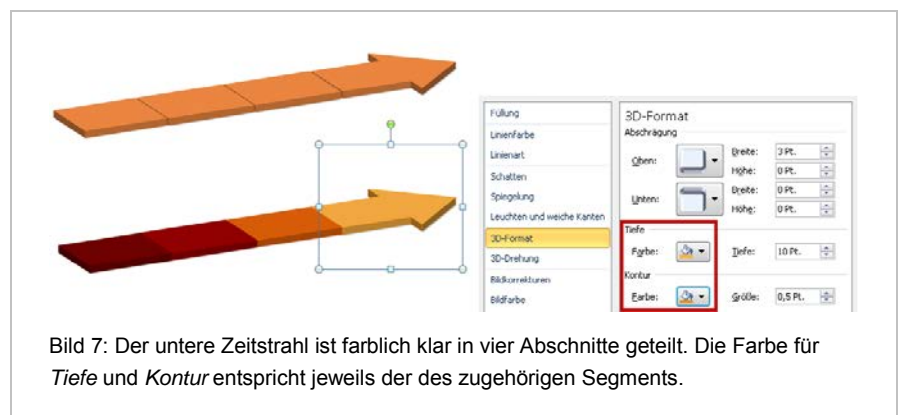 Füllung
Linienfarbe
Linienart
Schatten
Spiegelung
Leuchten und weiche Kanten
3D-Format
3D-Drehung
Bildkorrekturen
Bildfarbe
3D-Format
Abschrägung
Oben:
Breite: 3 Pt.
Höhe: 0 Pt.
Unten:
Breite: 0 Pt.
Höhe: 0 Pt.
Tiefe
Farbe: Tiefe: 10 Pt.
Kontur
Farbe: Größe: 0,5 Pt.
Bild 7: Der untere Zeitstrahl ist farblich klar in vier Abschnitte geteilt. Die Farbe für
Tiefe und Kontur entspricht jeweils der des zugehörigen Segments.